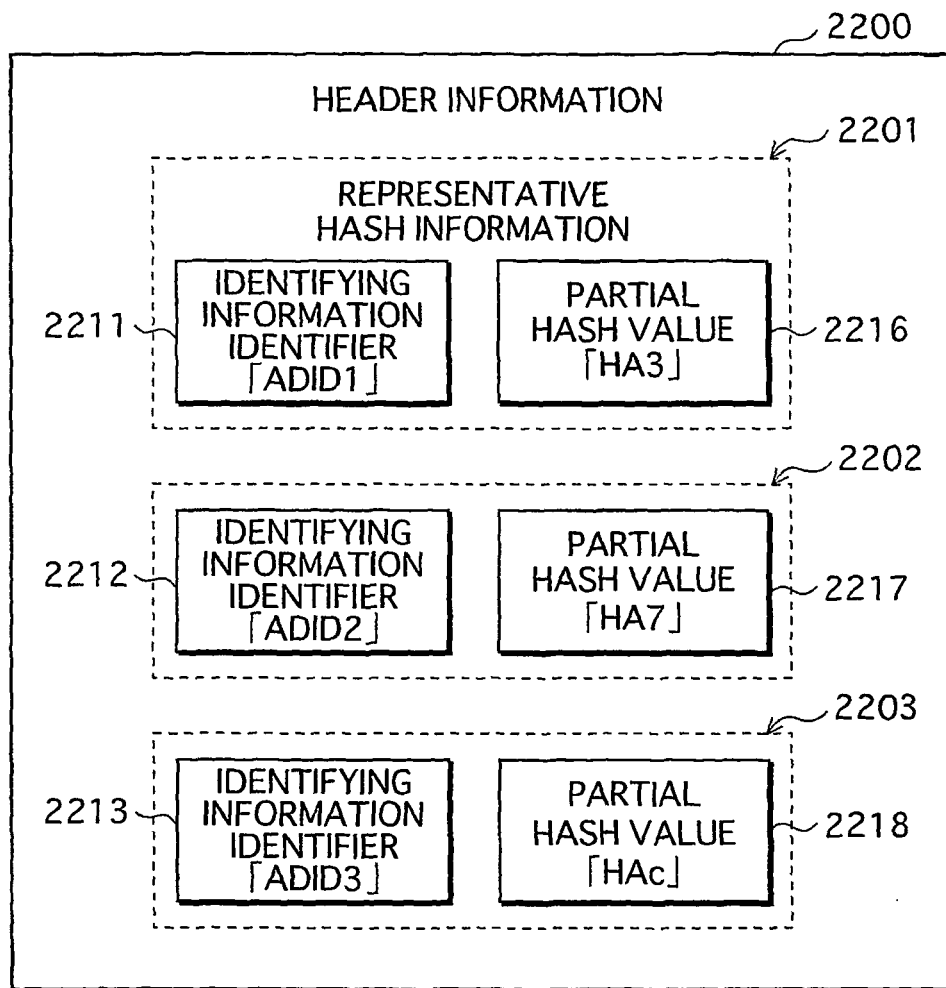 2200
HEADER INFORMATION
2201
REPRESENTATIVE
HASH INFORMATION
2211
IDENTIFYING
INFORMATION
IDENTIFIER
「ADID1」
PARTIAL
HASH VALUE
「HA3」
2216
2202
2212
IDENTIFYING
INFORMATION
IDENTIFIER
「ADID2」
PARTIAL
HASH VALUE
「HA7」
2217
2203
2213
IDENTIFYING
INFORMATION
IDENTIFIER
「ADID3」
PARTIAL
HASH VALUE
「HAc」
2218